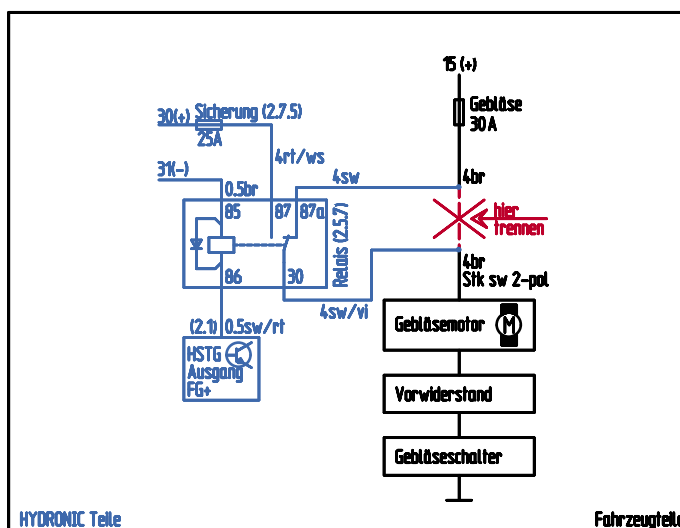 15 (+)
Gebläse
30 A
Sicherung (2.7.5)
30(+)
25A
4rt/ws
31(-)
4sw
4br
0.5br
85
87
87a
hier
trennen
Relais (2.5.7)
86
30
4br
Stk sw 2-pol
4sw/vi
(2.1) 0.5sw/rt
Gebläsemotor
M
HSTG
Ausgang
FG+
Vorwiderstand
Gebläseschalter
HYDRONIC Teile
Fahrzeugteile